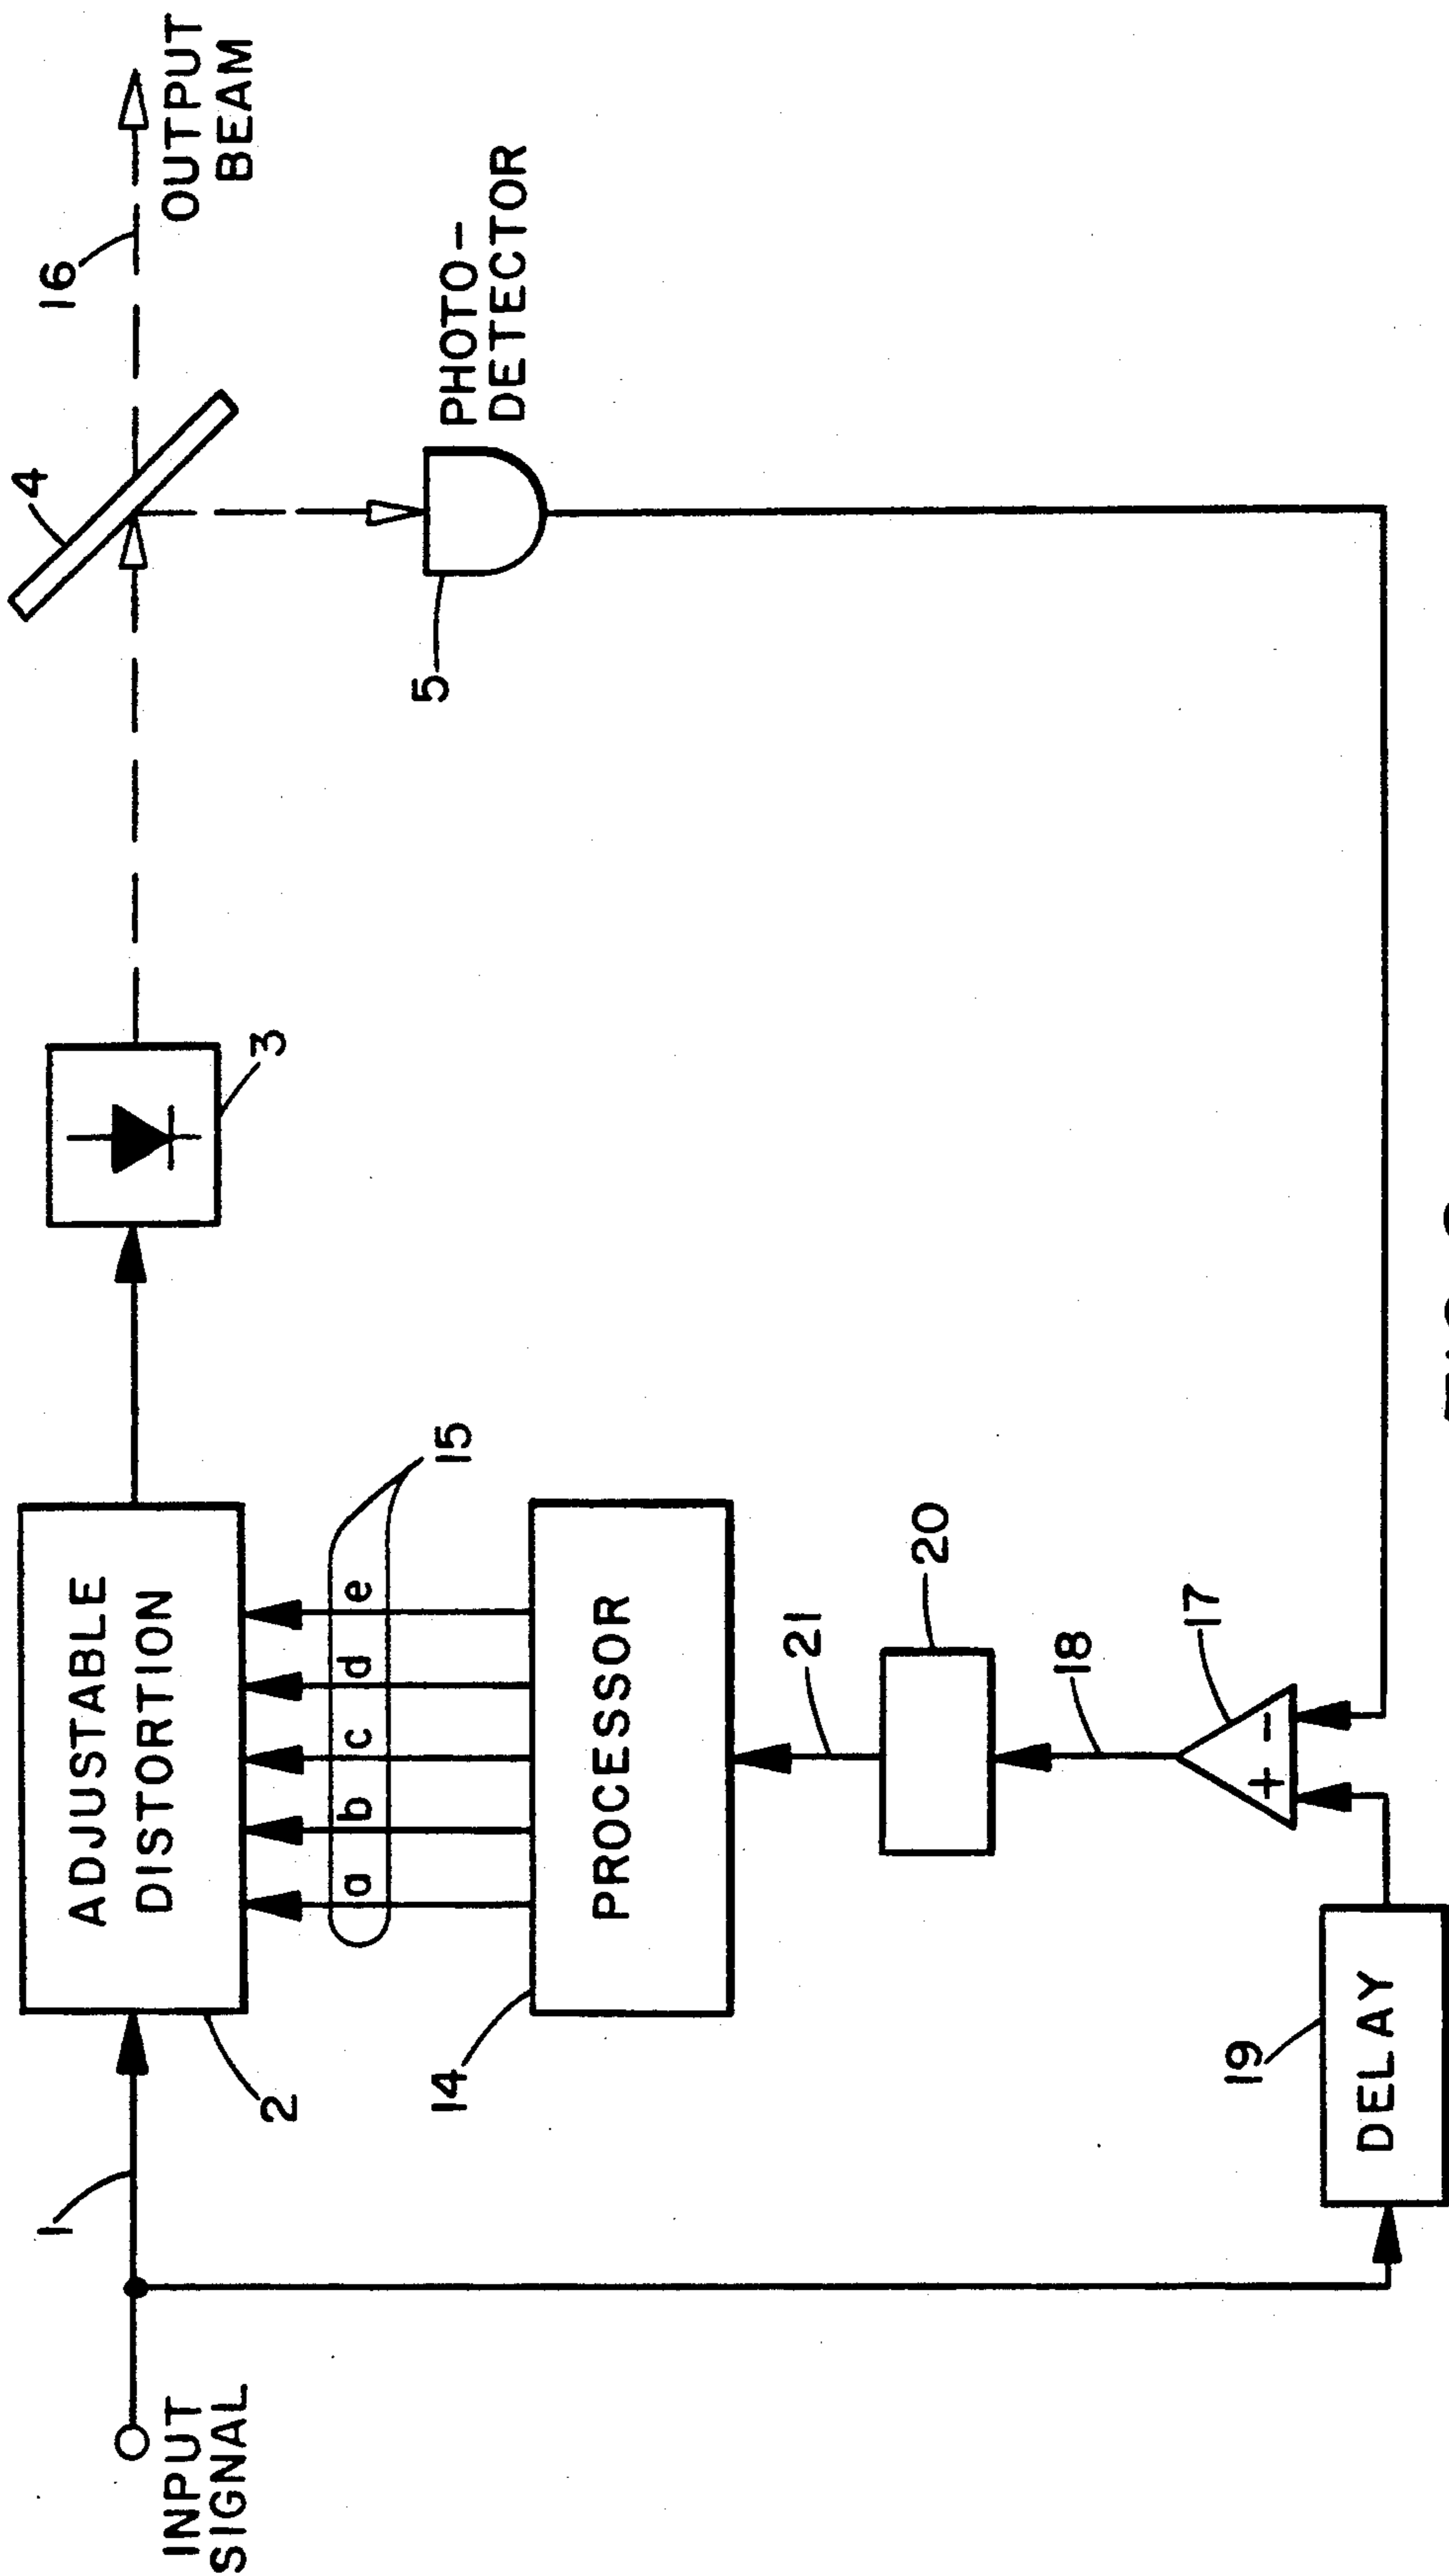 16
OUTPUT
BEAM
4
PHOTO-
DETECTOR
5
3
ADJUSTABLE
DISTORTION
15
a b c d e
2
1
INPUT
SIGNAL
PROCESSOR
14
20
21
18
17
+ -
19
DELAY